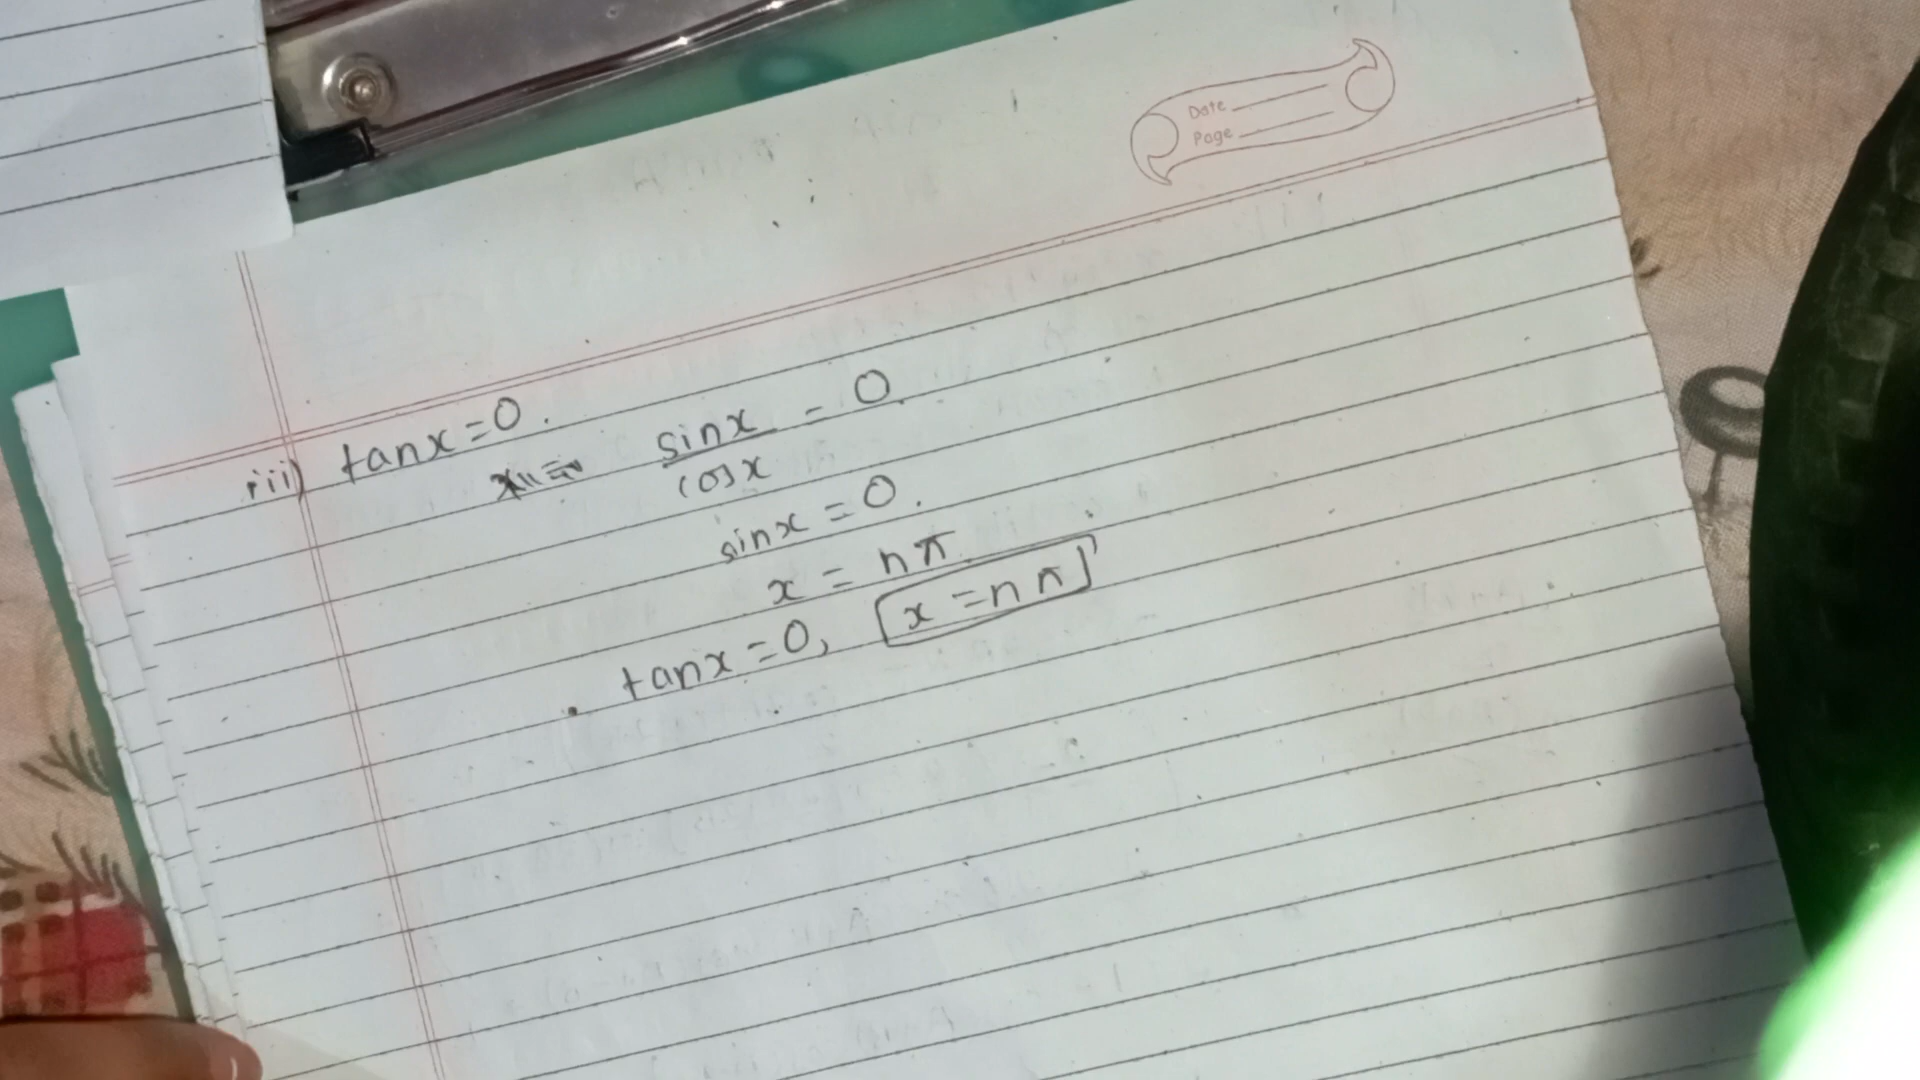 Date
Page
iii) tanx=0.
sinx = 0.
cosx
sinx = 0.
x = nπ
tanx=0, x=nπ